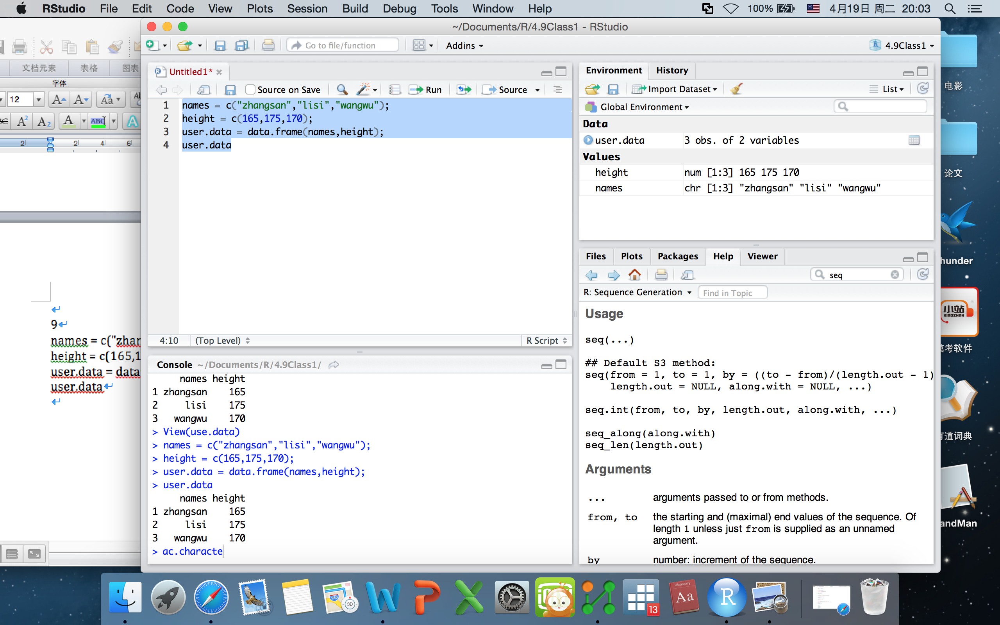 RStudio File Edit Code View Plots Session Build Debug Tools Window Help 100% 4月19日 周二 20:03
~/Documents/R/4.9Class1 - RStudio
Go to file/function Addins 4.9Class1
文档元素 表格 图表
字体
12
Untitled1*
Source on Save Run Source
1 names = c("zhangsan","lisi","wangwu");
2 height = c(165,175,170);
3 user.data = data.frame(names,height);
4 user.data
4:10 (Top Level) R Script
Environment History
Import Dataset List
Global Environment
Data
user.data 3 obs. of 2 variables
Values
height num [1:3] 165 175 170
names chr [1:3] "zhangsan" "lisi" "wangwu"
2 2 4 6
9
names = c("zhan
height = c(165,1
user.data = data
user.data
Console ~/Documents/R/4.9Class1/
names height
1 zhangsan 165
2 lisi 175
3 wangwu 170
> View(use.data)
> names = c("zhangsan","lisi","wangwu");
> height = c(165,175,170);
> user.data = data.frame(names,height);
> user.data
names height
1 zhangsan 165
2 lisi 175
3 wangwu 170
> ac.characte
Files Plots Packages Help Viewer
seq
R: Sequence Generation Find in Topic
Usage
seq(...)
## Default S3 method:
seq(from = 1, to = 1, by = ((to - from)/(length.out - 1)
length.out = NULL, along.with = NULL, ...)
seq.int(from, to, by, length.out, along.with, ...)
seq_along(along.with)
seq_len(length.out)
Arguments
... arguments passed to or from methods.
from, to the starting and (maximal) end values of the sequence. Of
length 1 unless just from is supplied as an unnamed
argument.
by number: increment of the sequence.
电影
论文
hunder
小站
XIAOZHAN
考软件
道词典
andMan
280
3D
13
Dictionary
Aa
R